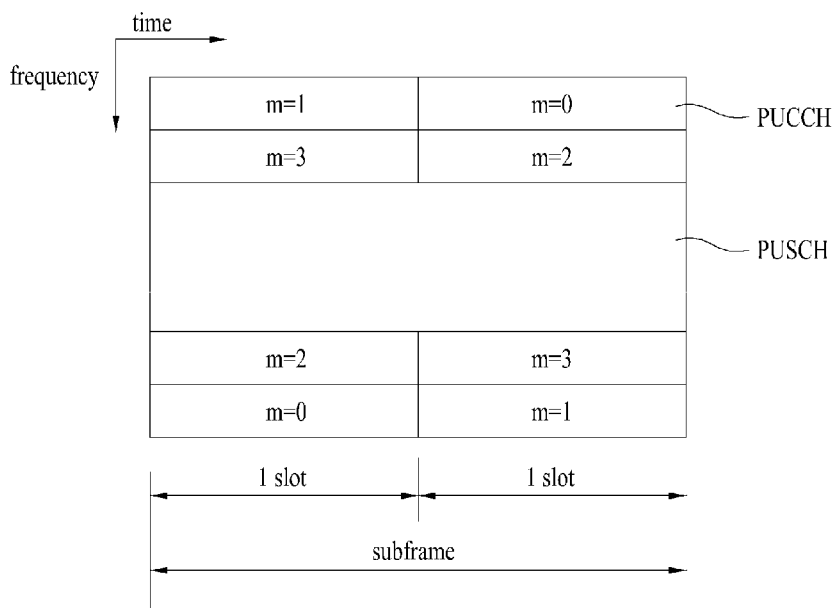 time
frequency
m=1 m=0
PUCCH
m=3 m=2
PUSCH
m=2 m=3
m=0 m=1
1 slot 1 slot
subframe